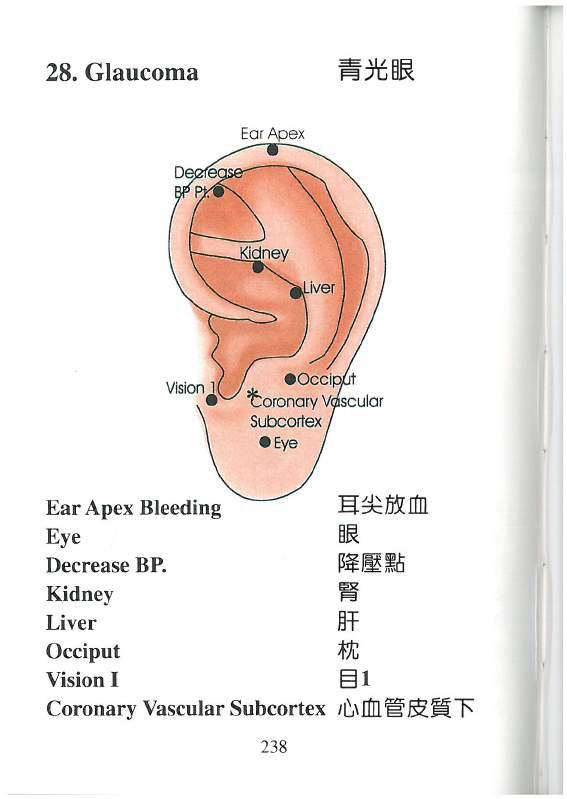 28. Glaucoma 青光眼
Ear Apex
Decrease
BP Pt.
Kidney
Liver
Occiput
Vision 1
*
Coronary Vascular
Subcortex
Eye
Ear Apex Bleeding 耳尖放血
Eye 眼
Decrease BP. 降壓點
Kidney 腎
Liver 肝
Occiput 枕
Vision I 目1
Coronary Vascular Subcortex 心血管皮質下
238